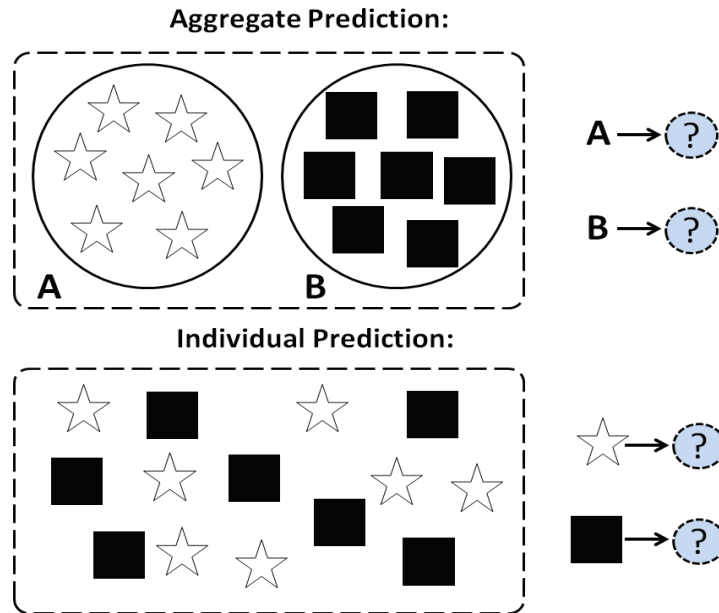 Aggregate Prediction:
A B
A ?
B ?
Individual Prediction:
?
?